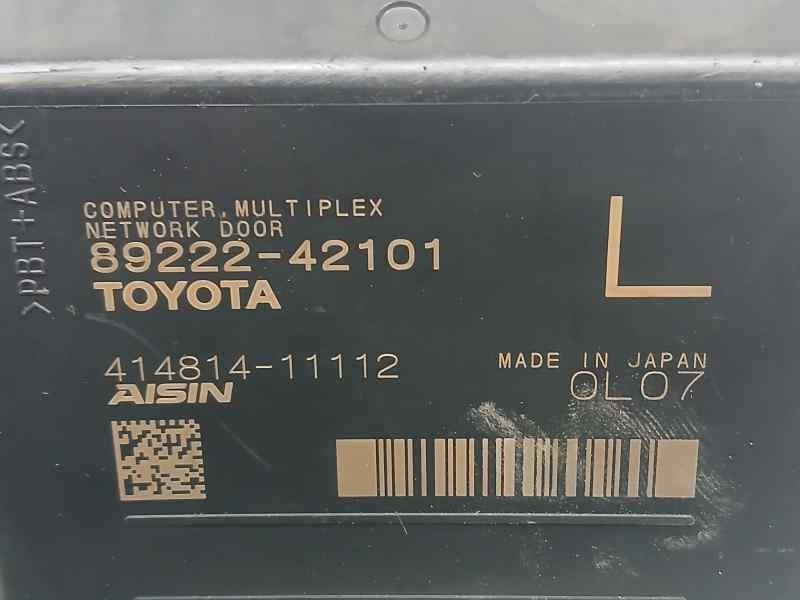 >PBT+ABS<
COMPUTER, MULTIPLEX
NETWORK DOOR
89222-42101
TOYOTA
L
414814-11112
AISIN
MADE IN JAPAN
0L07